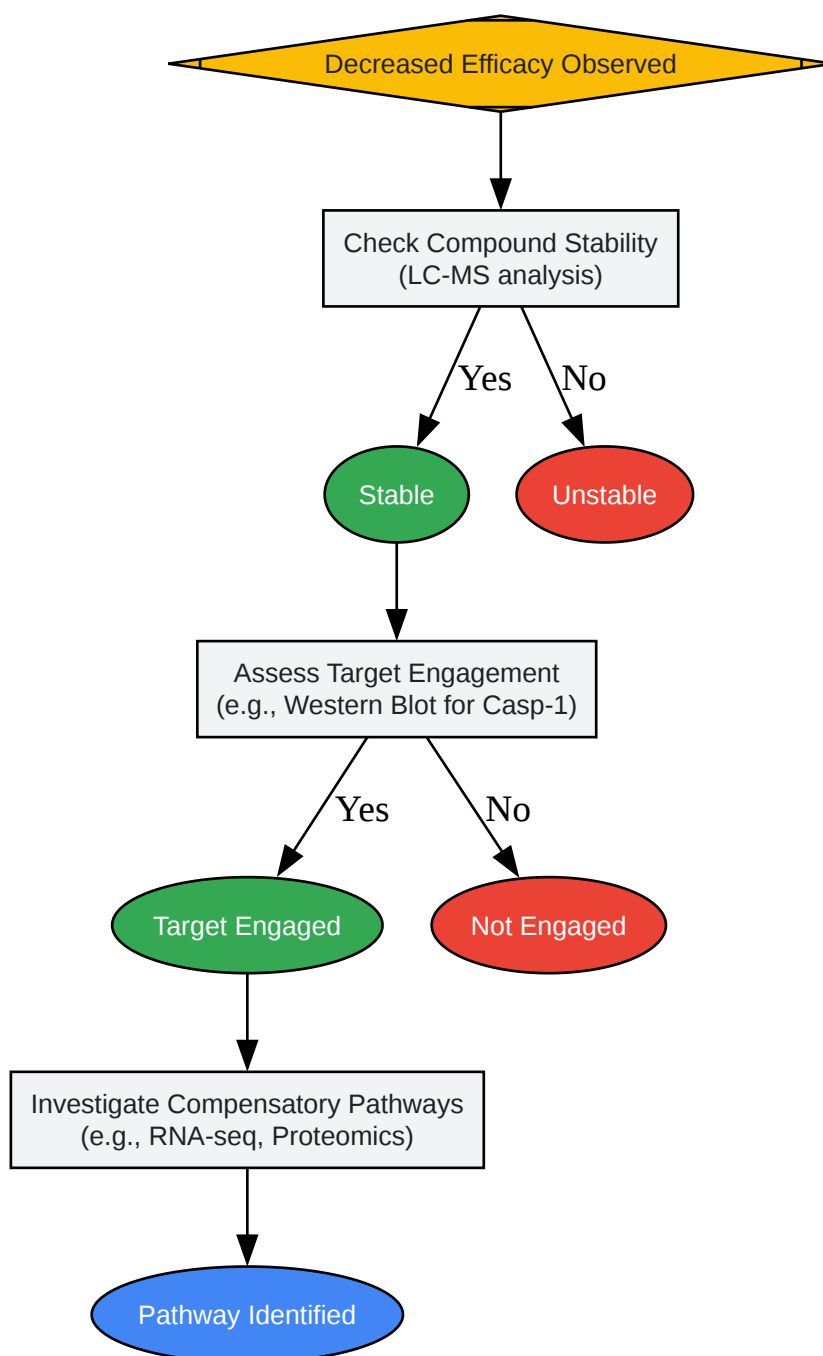 Decreased Efficacy Observed
Check Compound Stability
(LC-MS analysis)
Yes
No
Stable
Unstable
Assess Target Engagement
(e.g., Western Blot for Casp-1)
Yes
No
Target Engaged
Not Engaged
Investigate Compensatory Pathways
(e.g., RNA-seq, Proteomics)
Pathway Identified